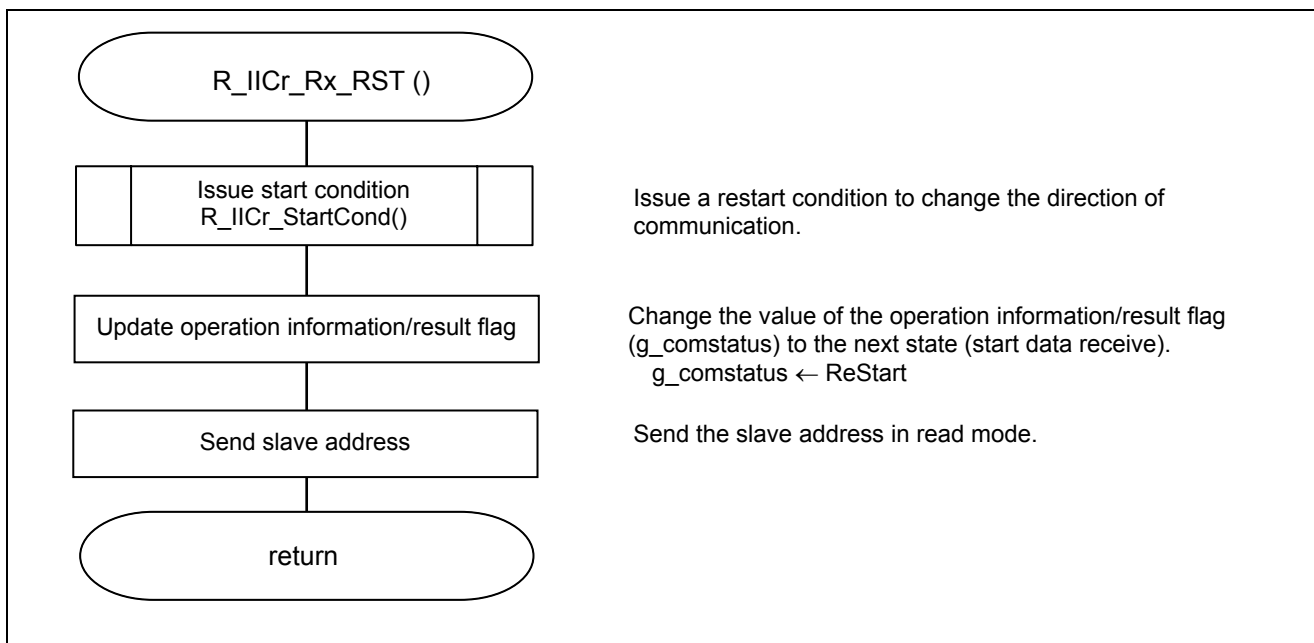 R_IICr_Rx_RST ()
Issue start condition
R_IICr_StartCond()
Issue a restart condition to change the direction of
communication.
Update operation information/result flag
Change the value of the operation information/result flag
(g_comstatus) to the next state (start data receive).
g_comstatus ← ReStart
Send slave address
Send the slave address in read mode.
return